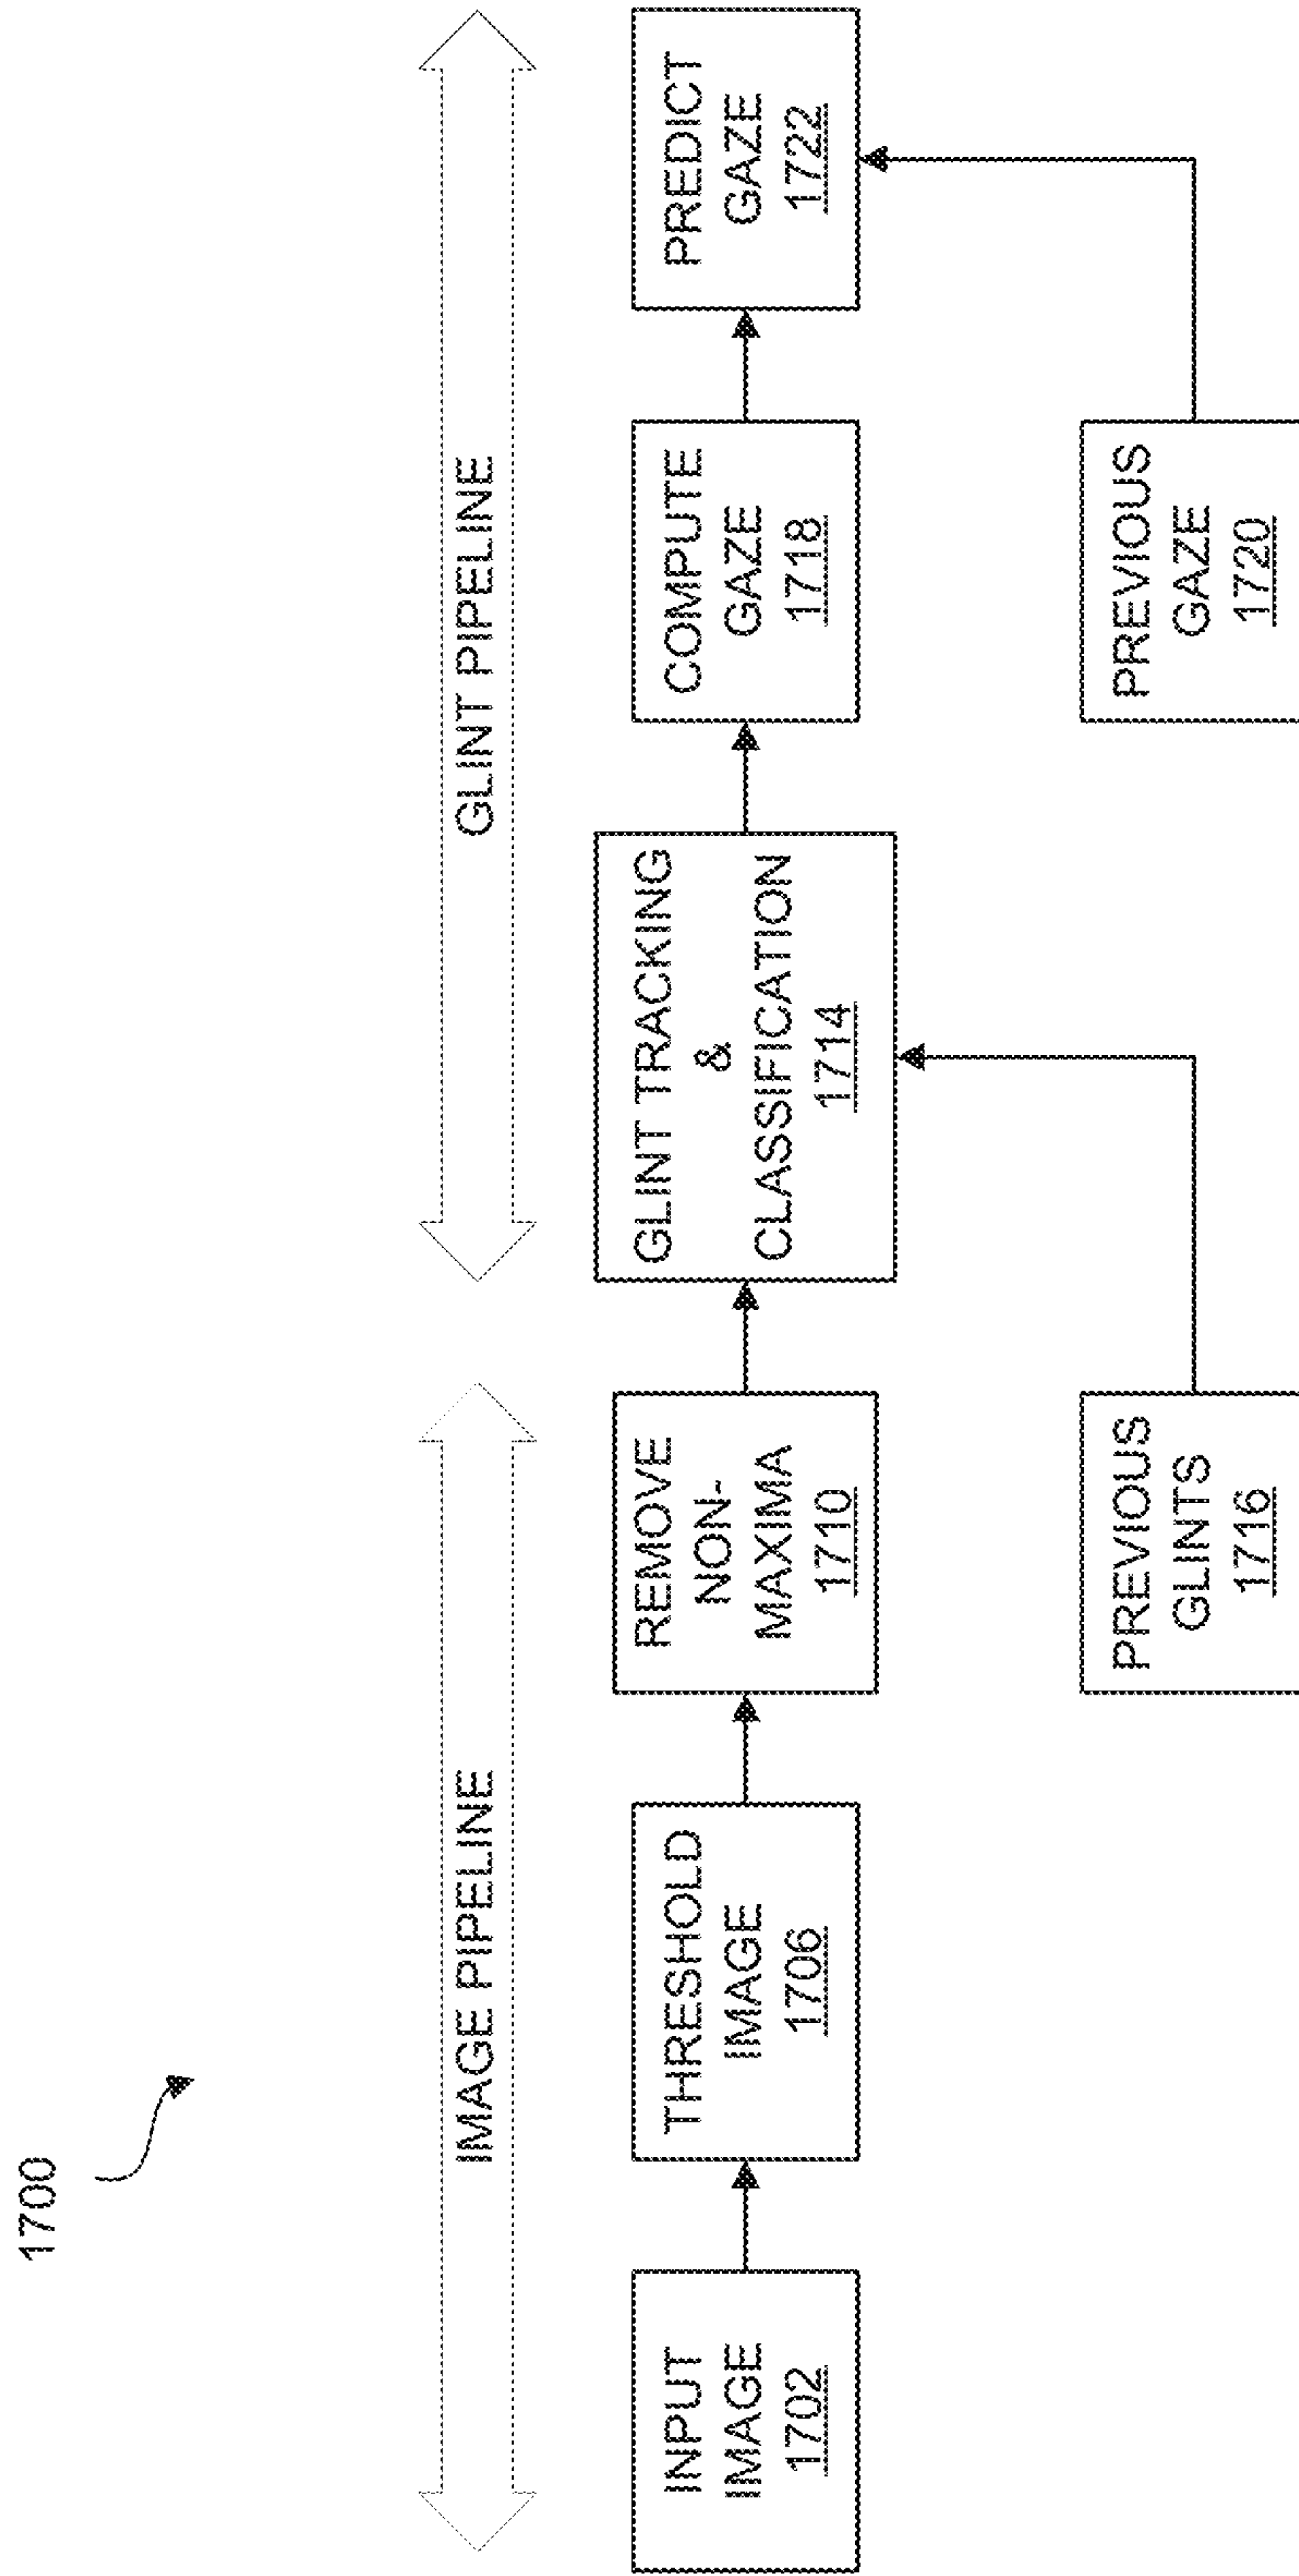 1700
IMAGE PIPELINE
GLINT PIPELINE
INPUT
IMAGE
1702
THRESHOLD
IMAGE
1706
REMOVE
NON-
MAXIMA
1710
GLINT TRACKING
&
CLASSIFICATION
1714
COMPUTE
GAZE
1718
PREDICT
GAZE
1722
PREVIOUS
GLINTS
1716
PREVIOUS
GAZE
1720